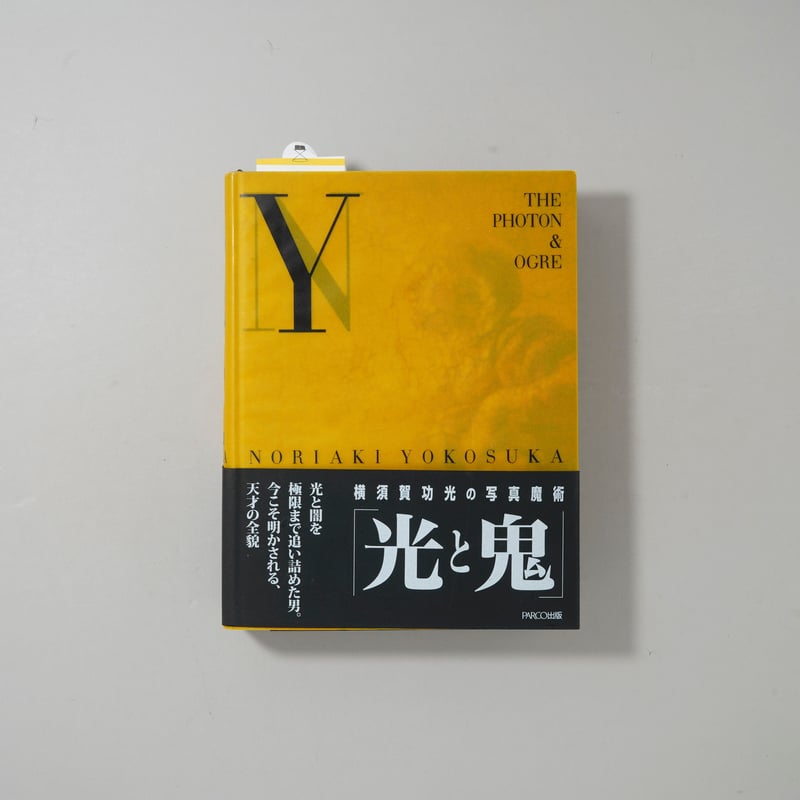 NY
THE
PHOTON
&
OGRE
NORIAKI YOKOSUKA
横須賀功光の写真魔術
「光と鬼」
光と闇を
極限まで追い詰めた男。
今こそ明かされる、
天才の全貌
PARCO出版